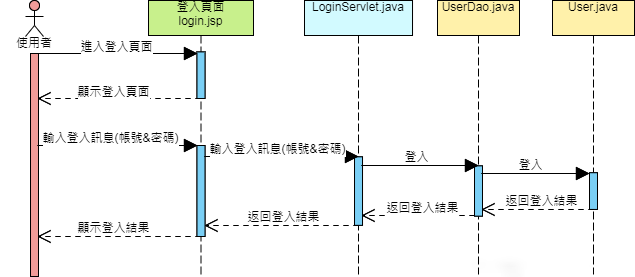 登入頁面
login.jsp
LoginServlet.java
UserDao.java
User.java
使用者
進入登入頁面
顯示登入頁面
輸入登入訊息(帳號&密碼)
輸入登入訊息(帳號&密碼)
登入
登入
返回登入結果
返回登入結果
返回登入結果
顯示登入結果